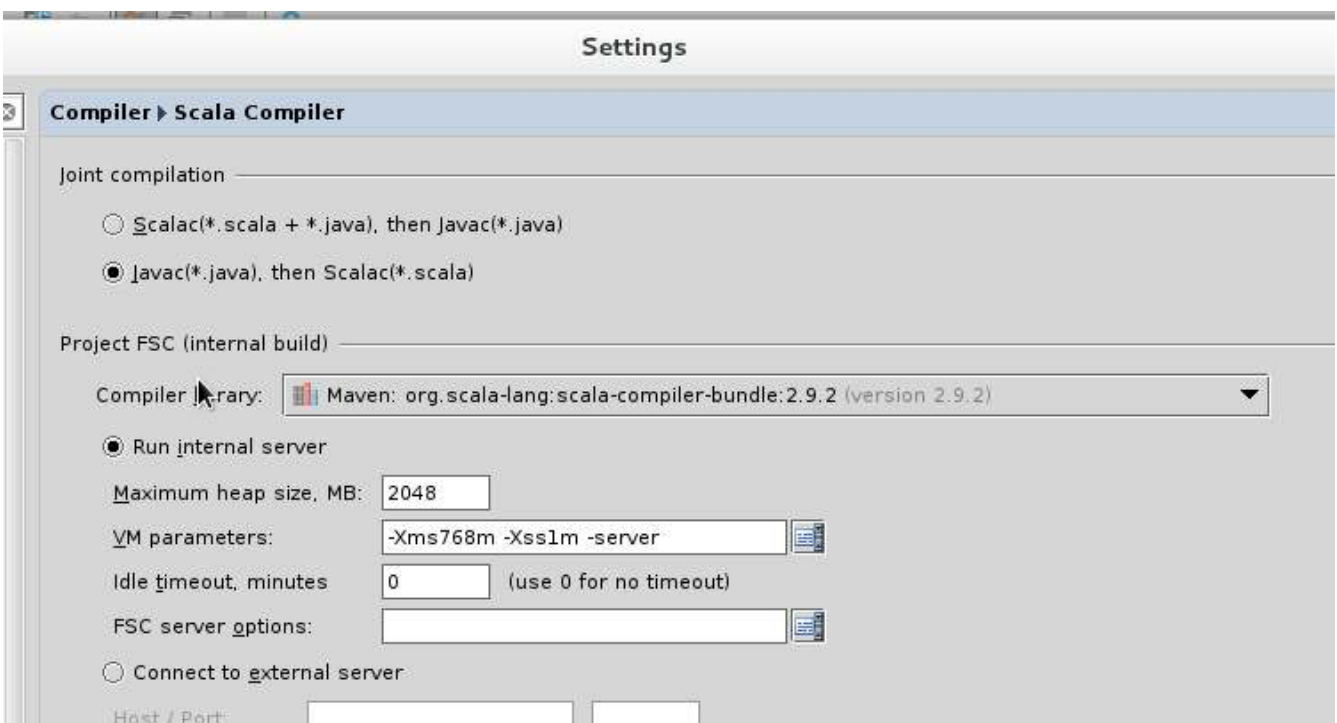 Settings
Compiler Scala Compiler
Joint compilation
Scalac(*.scala + *.java), then Javac(*.java)
Javac(*.java), then Scalac(*.scala)
Project FSC (internal build)
Compiler rary: Maven: org.scala-lang:scala-compiler-bundle:2.9.2 (version 2.9.2)
Run internal server
Maximum heap size, MB: 2048
VM parameters: -Xms768m -Xss1m -server
Idle timeout, minutes 0 (use 0 for no timeout)
FSC server options:
Connect to external server
Host / Port: